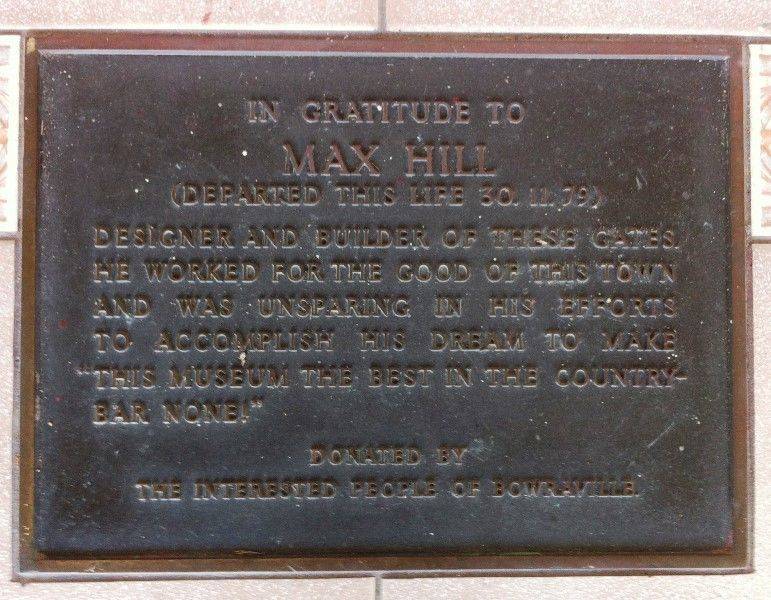 IN GRATITUDE TO
MAX HILL
(DEPARTED THIS LIFE 30. 11. 79)
DESIGNER AND BUILDER OF THESE GATES.
HE WORKED FOR THE GOOD OF THIS TOWN
AND WAS UNSPARING IN HIS EFFORTS
TO ACCOMPLISH HIS DREAM TO MAKE
"THIS MUSEUM THE BEST IN THE COUNTRY-
BAR NONE!"
DONATED BY
THE INTERESTED PEOPLE OF BOWRAVILLE.